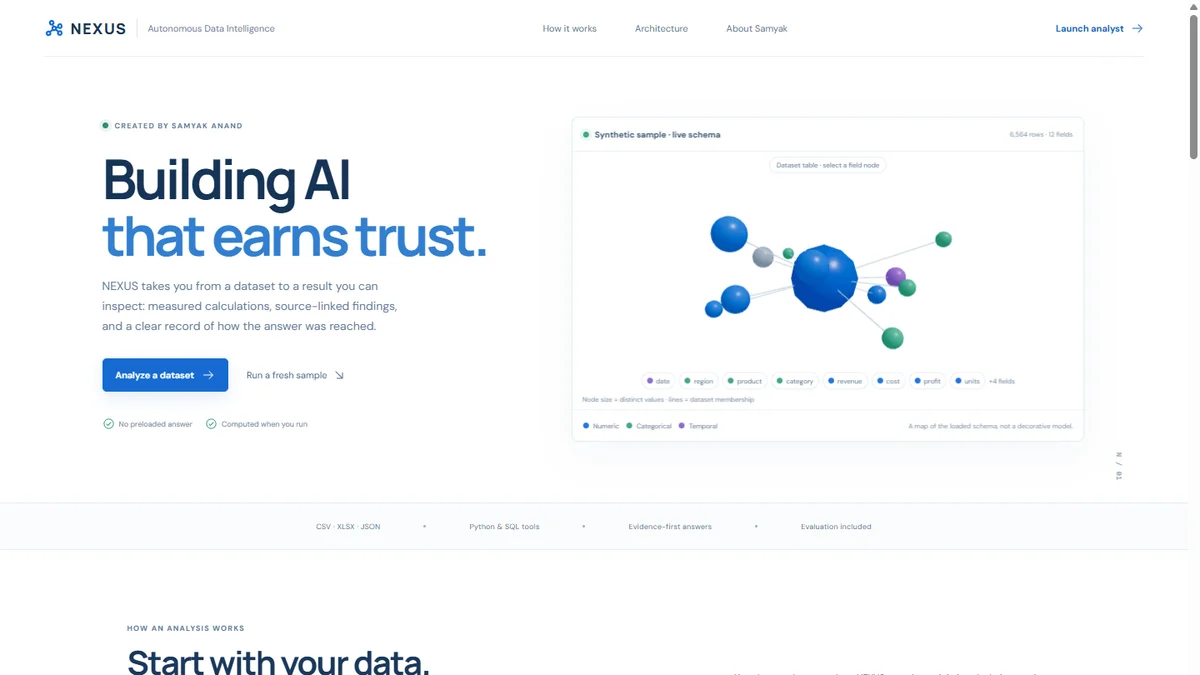 NEXUS
Autonomous Data Intelligence
How it works
Architecture
About Samyak
Launch analyst
CREATED BY SAMYAK ANAND
Building AI
that earns trust.
NEXUS takes you from a dataset to a result you can
inspect: measured calculations, source-linked findings,
and a clear record of how the answer was reached.
Analyze a dataset
Run a fresh sample
No preloaded answer
Computed when you run
Synthetic sample · live schema
6,564 rows · 12 fields
Dataset table · select a field node
date
region
product
category
revenue
cost
profit
units
+4 fields
Node size = distinct values · lines = dataset membership
Numeric
Categorical
Temporal
A map of the loaded schema, not a decorative model.
N / 01
CSV · XLSX · JSON
Python & SQL tools
Evidence-first answers
Evaluation included
HOW AN ANALYSIS WORKS
Start with your data.